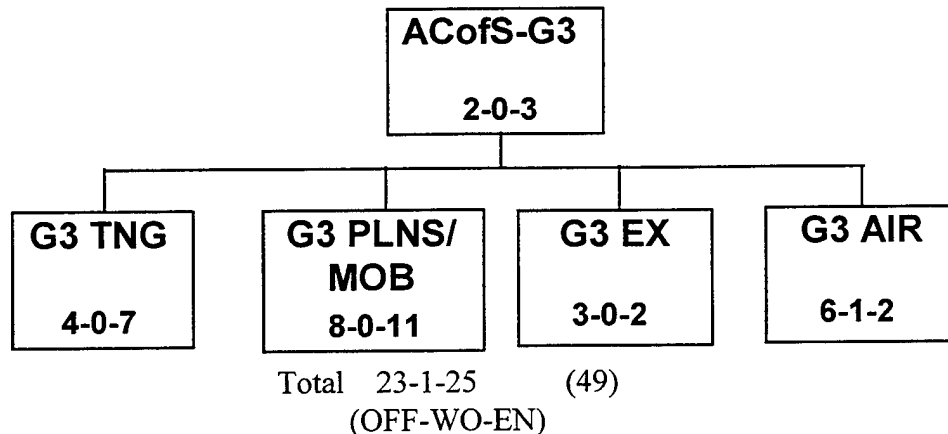 ACofS-G3
2-0-3
G3 TNG
4-0-7
G3 PLNS/
MOB
8-0-11
G3 EX
3-0-2
G3 AIR
6-1-2
Total 23-1-25 (49)
(OFF-WO-EN)